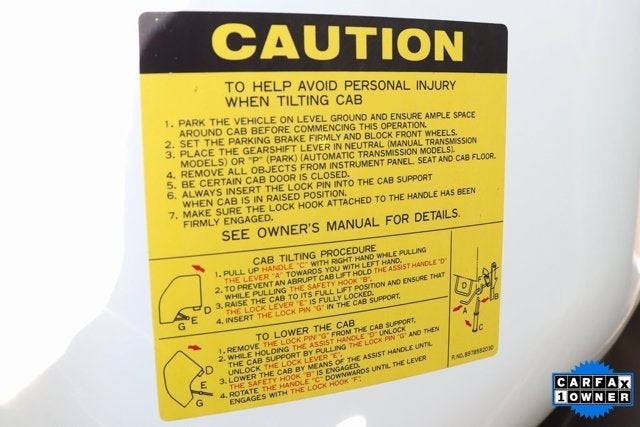 CAUTION
TO HELP AVOID PERSONAL INJURY
WHEN TILTING CAB
1. PARK THE VEHICLE ON LEVEL GROUND AND ENSURE AMPLE SPACE
AROUND CAB BEFORE COMMENCING THIS OPERATION.
2. SET THE PARKING BRAKE FIRMLY AND BLOCK FRONT WHEELS.
3. PLACE THE GEARSHIFT LEVER IN NEUTRAL (MANUAL TRANSMISSION
MODELS) OR "P" (PARK) (AUTOMATIC TRANSMISSION MODELS).
4. REMOVE ALL OBJECTS FROM INSTRUMENT PANEL, SEAT AND CAB FLOOR.
5. BE CERTAIN CAB DOOR IS CLOSED.
6. ALWAYS INSERT THE LOCK PIN INTO THE CAB SUPPORT
WHEN CAB IS IN RAISED POSITION.
7. MAKE SURE THE LOCK HOOK ATTACHED TO THE HANDLE HAS BEEN
FIRMLY ENGAGED.
SEE OWNER'S MANUAL FOR DETAILS.
CAB TILTING PROCEDURE
1. PULL UP HANDLE "C" WITH RIGHT HAND WHILE PULLING
THE LEVER "A" TOWARDS YOU WITH LEFT HAND.
2. TO PREVENT AN ABRUPT CAB LIFT HOLD THE ASSIST HANDLE "D"
WHILE PULLING THE SAFETY HOOK "B".
3. RAISE THE CAB TO ITS FULL LIFT POSITION AND ENSURE THAT
THE LOCK LEVER "E" IS FULLY LOCKED.
4. INSERT THE LOCK PIN "G" IN THE CAB SUPPORT.
D
E
G
TO LOWER THE CAB
1. REMOVE THE LOCK PIN "G" FROM THE CAB SUPPORT.
2. WHILE HOLDING THE ASSIST HANDLE "D" UNLOCK
THE CAB SUPPORT BY PULLING THE LOCK PIN "G" AND THEN
UNLOCK THE LOCK LEVER "E".
3. LOWER THE CAB BY MEANS OF THE ASSIST HANDLE UNTIL
THE SAFETY HOOK "B" IS ENGAGED.
4. ROTATE THE HANDLE "C" DOWNWARDS UNTIL THE LEVER
ENGAGES WITH THE LOCK HOOK "F".
D
E
G
D
F
B
A
C
P.NO.8978592030
CARFAX
1 OWNER